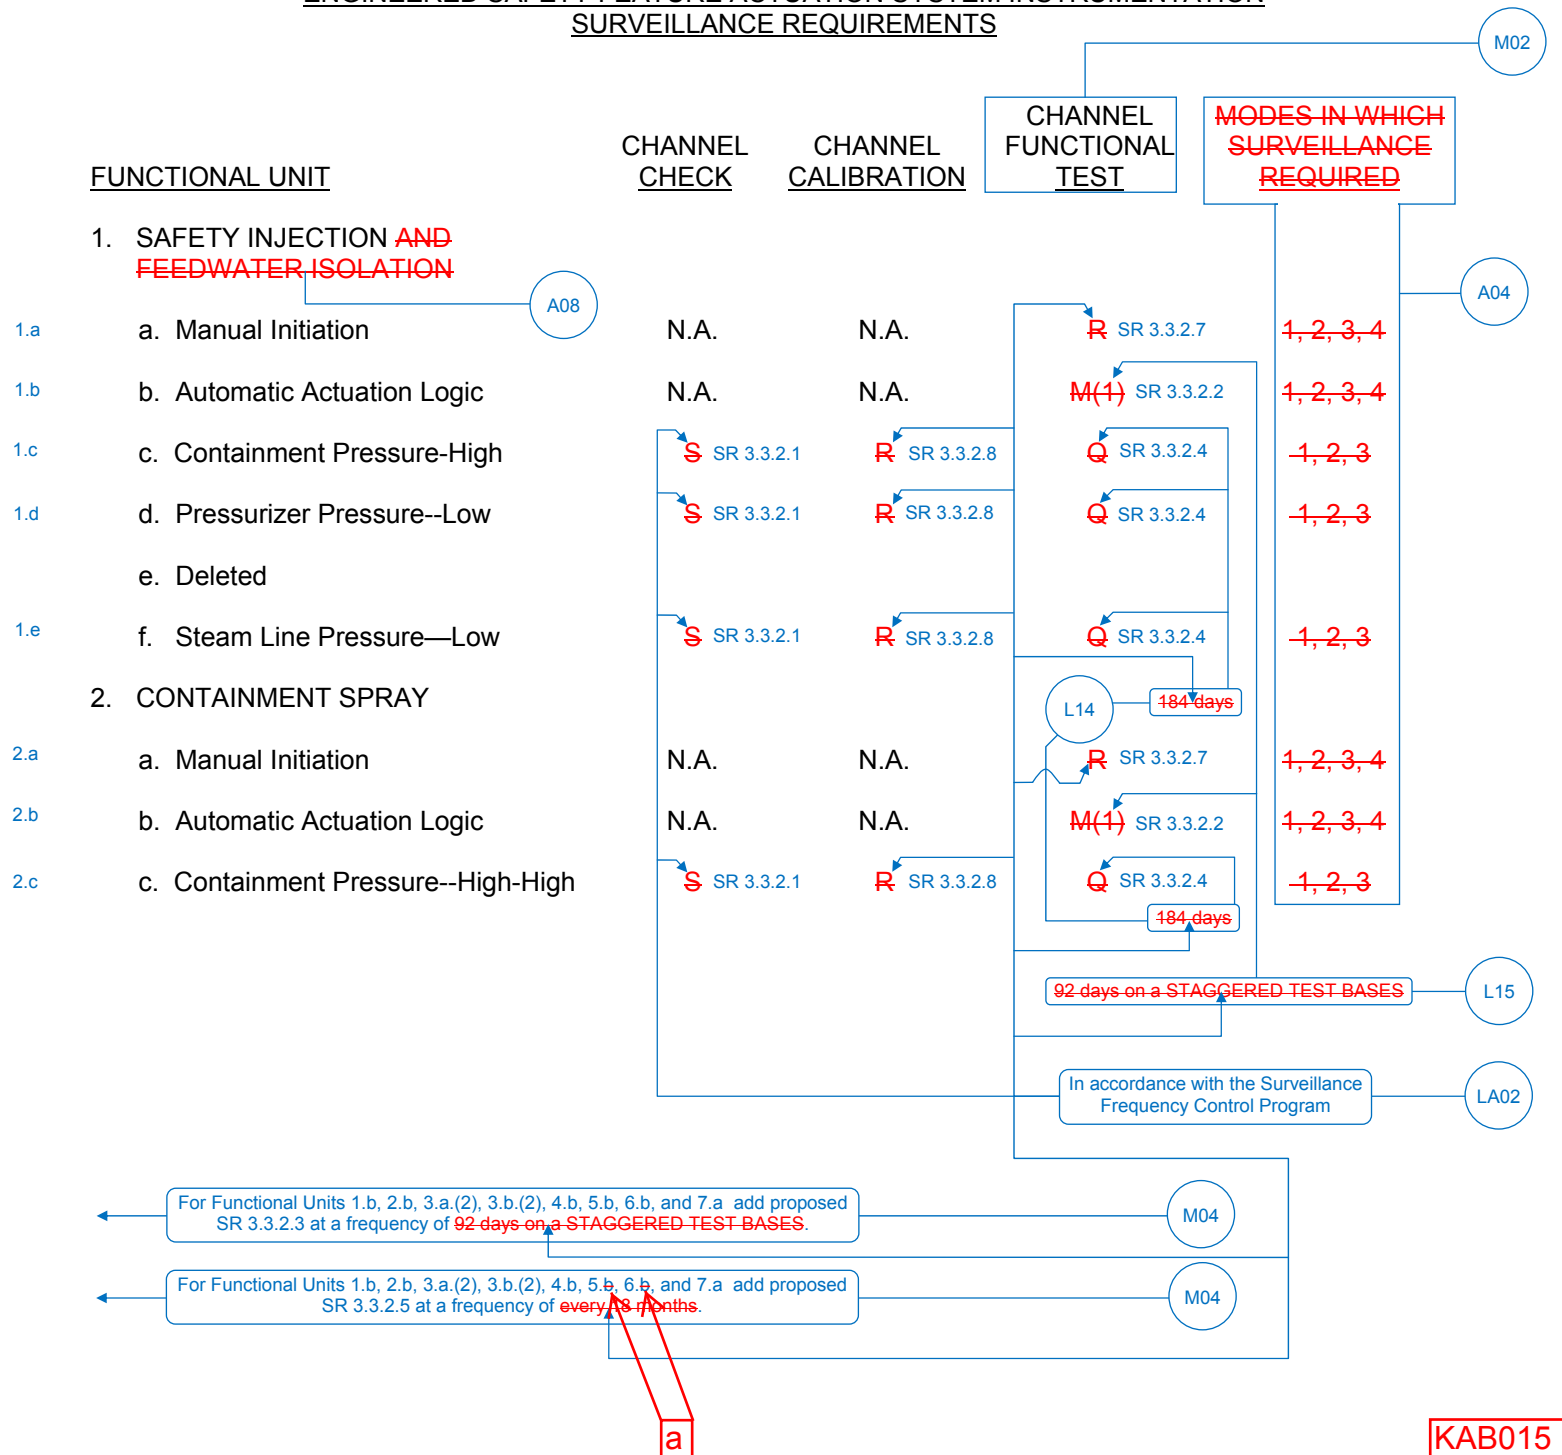 ENGINEERED SAFETY FEATURE ACTUATION SYSTEM INSTRUMENTATION
SURVEILLANCE REQUIREMENTS
M02
FUNCTIONAL UNIT
CHANNEL
CHECK
CHANNEL
CALIBRATION
CHANNEL
FUNCTIONAL
TEST
MODES IN WHICH
SURVEILLANCE
REQUIRED
1. SAFETY INJECTION AND
FEEDWATER ISOLATION
A08
A04
1.a a. Manual Initiation N.A. N.A. R SR 3.3.2.7 1, 2, 3, 4
1.b b. Automatic Actuation Logic N.A. N.A. M(1) SR 3.3.2.2 1, 2, 3, 4
1.c c. Containment Pressure-High S SR 3.3.2.1 R SR 3.3.2.8 Q SR 3.3.2.4 1, 2, 3
1.d d. Pressurizer Pressure--Low S SR 3.3.2.1 R SR 3.3.2.8 Q SR 3.3.2.4 1, 2, 3
e. Deleted
1.e f. Steam Line Pressure—Low S SR 3.3.2.1 R SR 3.3.2.8 Q SR 3.3.2.4 1, 2, 3
2. CONTAINMENT SPRAY
L14 184 days
2.a a. Manual Initiation N.A. N.A. R SR 3.3.2.7 1, 2, 3, 4
2.b b. Automatic Actuation Logic N.A. N.A. M(1) SR 3.3.2.2 1, 2, 3, 4
2.c c. Containment Pressure--High-High S SR 3.3.2.1 R SR 3.3.2.8 Q SR 3.3.2.4 1, 2, 3
184 days
92 days on a STAGGERED TEST BASES L15
In accordance with the Surveillance
Frequency Control Program
LA02
For Functional Units 1.b, 2.b, 3.a.(2), 3.b.(2), 4.b, 5.b, 6.b, and 7.a add proposed
SR 3.3.2.3 at a frequency of 92 days on a STAGGERED TEST BASES.
M04
For Functional Units 1.b, 2.b, 3.a.(2), 3.b.(2), 4.b, 5.b, 6.b, and 7.a add proposed
SR 3.3.2.5 at a frequency of every 18 months.
M04
a
KAB015